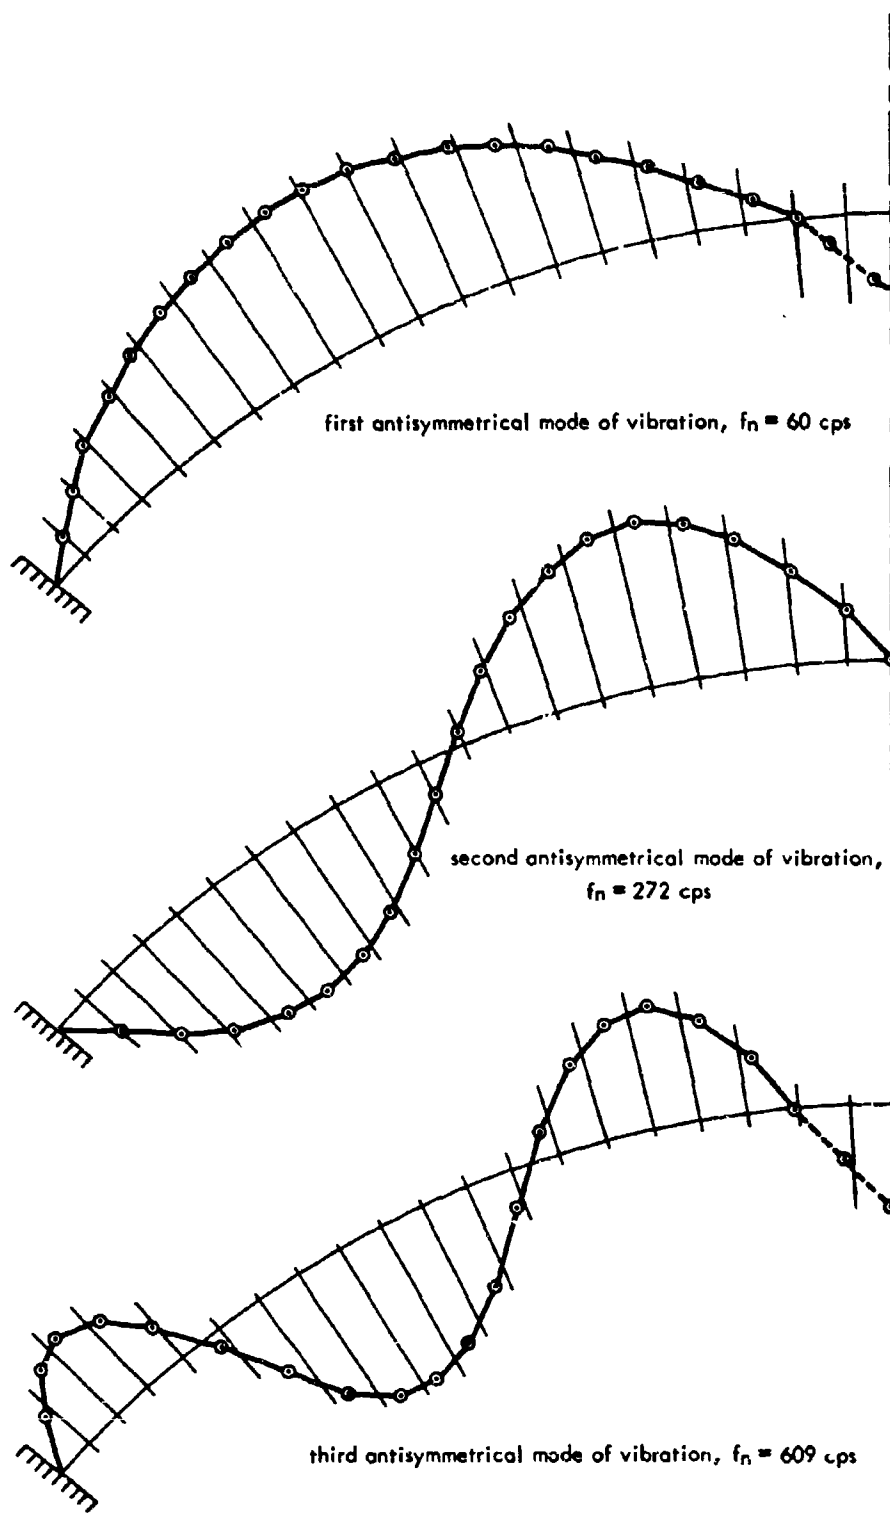 first antisymmetrical mode of vibration, fn = 60 cps
second antisymmetrical mode of vibration,
fn = 272 cps
third antisymmetrical mode of vibration, fn = 609 cps